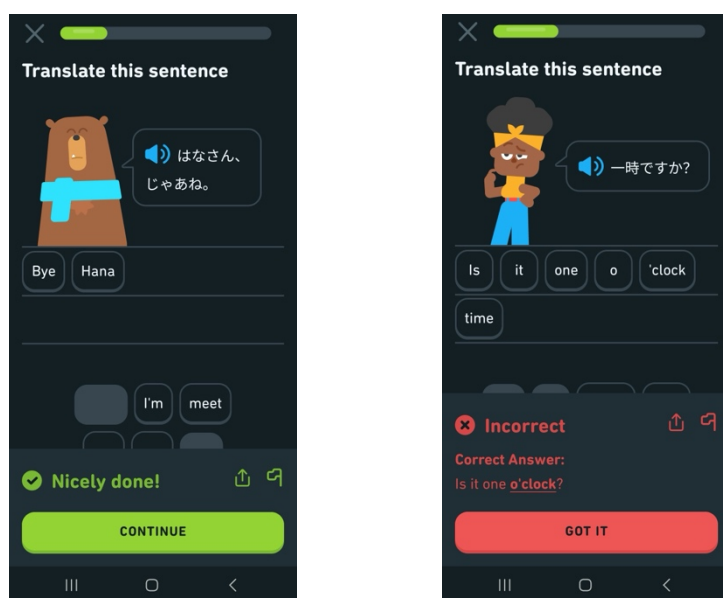 Translate this sentence
はなさん、
じゃあね。
Bye Hana
I'm meet
Nicely done!
CONTINUE
Translate this sentence
一時ですか?
Is it one o 'clock
time
Incorrect
Correct Answer:
Is it one o'clock?
GOT IT